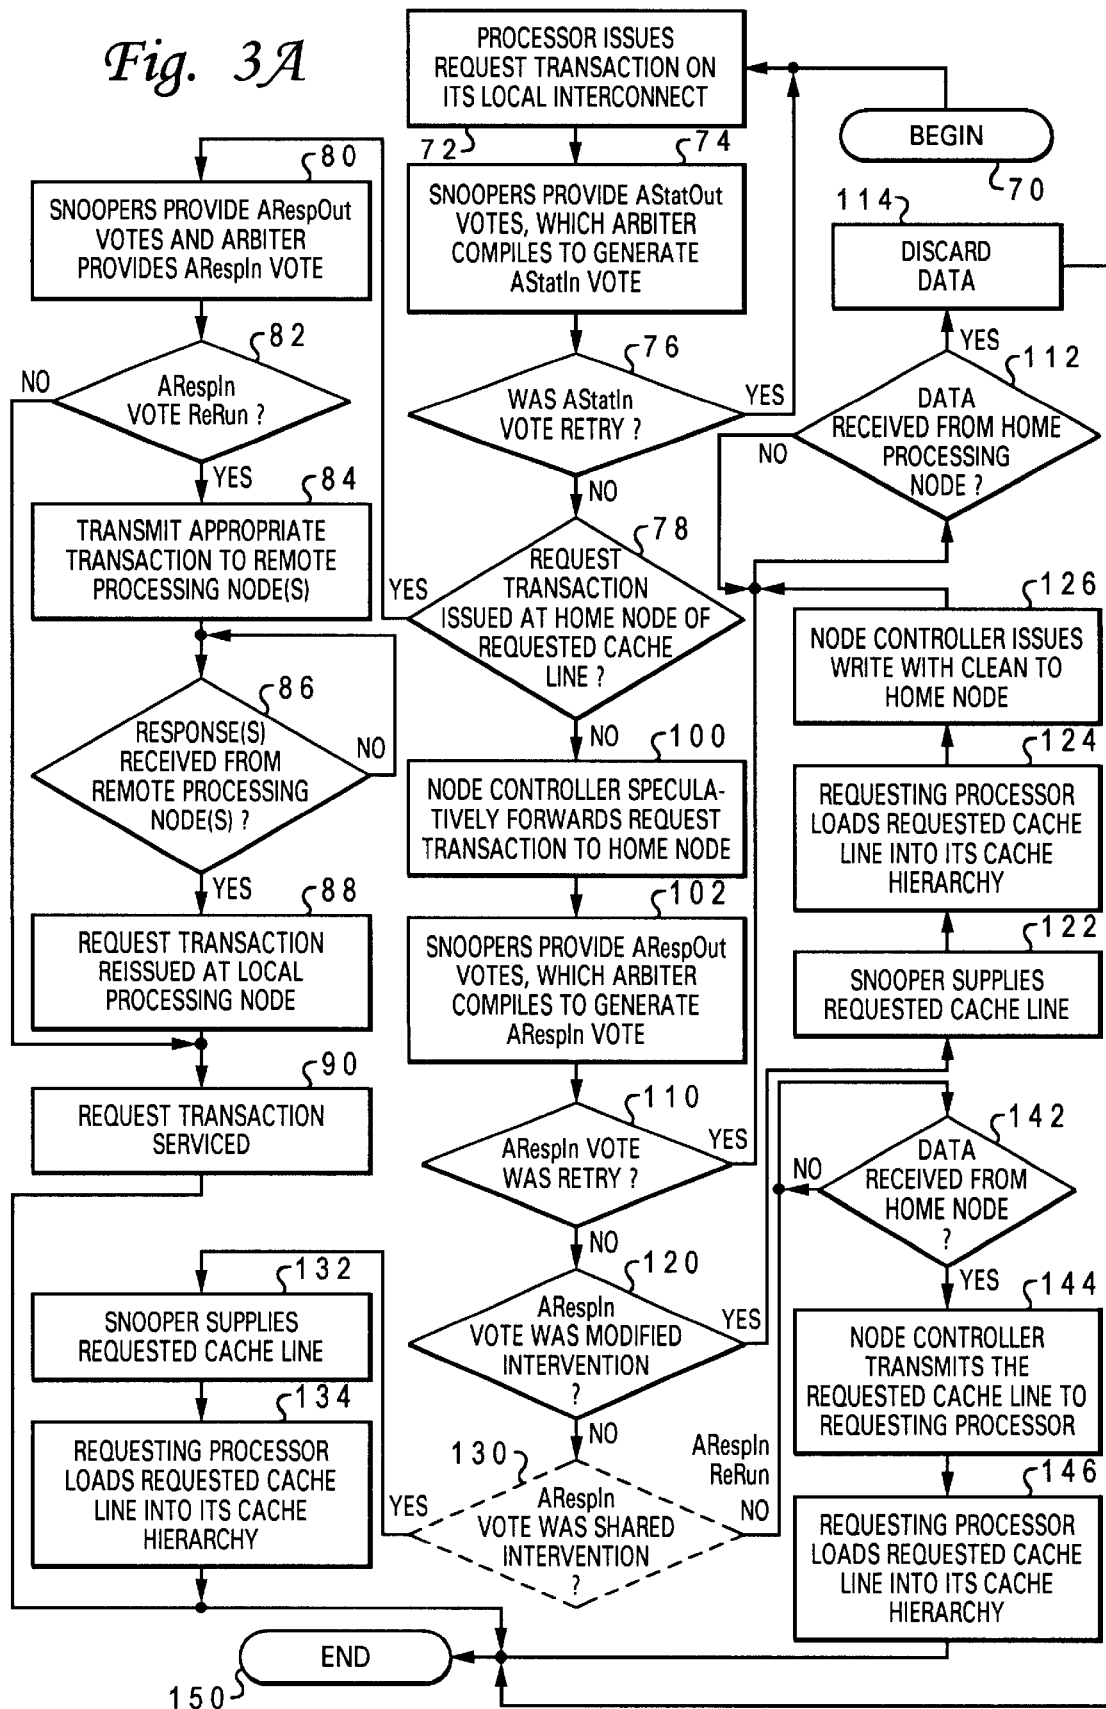 Fig. 3A
PROCESSOR ISSUES
REQUEST TRANSACTION ON
ITS LOCAL INTERCONNECT
72
BEGIN
70
74
SNOOPERS PROVIDE AStatOut
VOTES, WHICH ARBITER
COMPILES TO GENERATE
AStatIn VOTE
76
WAS AStatIn
VOTE RETRY ?
YES
NO
78
REQUEST
TRANSACTION
ISSUED AT HOME NODE OF
REQUESTED CACHE
LINE ?
YES
NO
80
SNOOPERS PROVIDE ARespOut
VOTES AND ARBITER
PROVIDES ARespIn VOTE
82
ARespIn
VOTE ReRun ?
NO
YES
84
TRANSMIT APPROPRIATE
TRANSACTION TO REMOTE
PROCESSING NODE(S)
86
RESPONSE(S)
RECEIVED FROM
REMOTE PROCESSING
NODE(S) ?
NO
YES
88
REQUEST TRANSACTION
REISSUED AT LOCAL
PROCESSING NODE
90
REQUEST TRANSACTION
SERVICED
100
NODE CONTROLLER SPECULA-
TIVELY FORWARDS REQUEST
TRANSACTION TO HOME NODE
102
SNOOPERS PROVIDE ARespOut
VOTES, WHICH ARBITER
COMPILES TO GENERATE
ARespIn VOTE
110
ARespIn VOTE
WAS RETRY ?
YES
NO
114
DISCARD
DATA
YES
112
DATA
RECEIVED FROM HOME
PROCESSING
NODE ?
NO
126
NODE CONTROLLER ISSUES
WRITE WITH CLEAN TO
HOME NODE
124
REQUESTING PROCESSOR
LOADS REQUESTED CACHE
LINE INTO ITS CACHE
HIERARCHY
122
SNOOPER SUPPLIES
REQUESTED CACHE LINE
120
ARespIn
VOTE WAS MODIFIED
INTERVENTION
?
YES
NO
130
ARespIn
VOTE WAS SHARED
INTERVENTION
?
YES
ARespIn
ReRun
NO
132
SNOOPER SUPPLIES
REQUESTED CACHE LINE
134
REQUESTING PROCESSOR
LOADS REQUESTED CACHE
LINE INTO ITS CACHE
HIERARCHY
142
DATA
RECEIVED FROM
HOME NODE
?
NO
YES
144
NODE CONTROLLER
TRANSMITS THE
REQUESTED CACHE LINE TO
REQUESTING PROCESSOR
146
REQUESTING PROCESSOR
LOADS REQUESTED CACHE
LINE INTO ITS CACHE
HIERARCHY
END
150